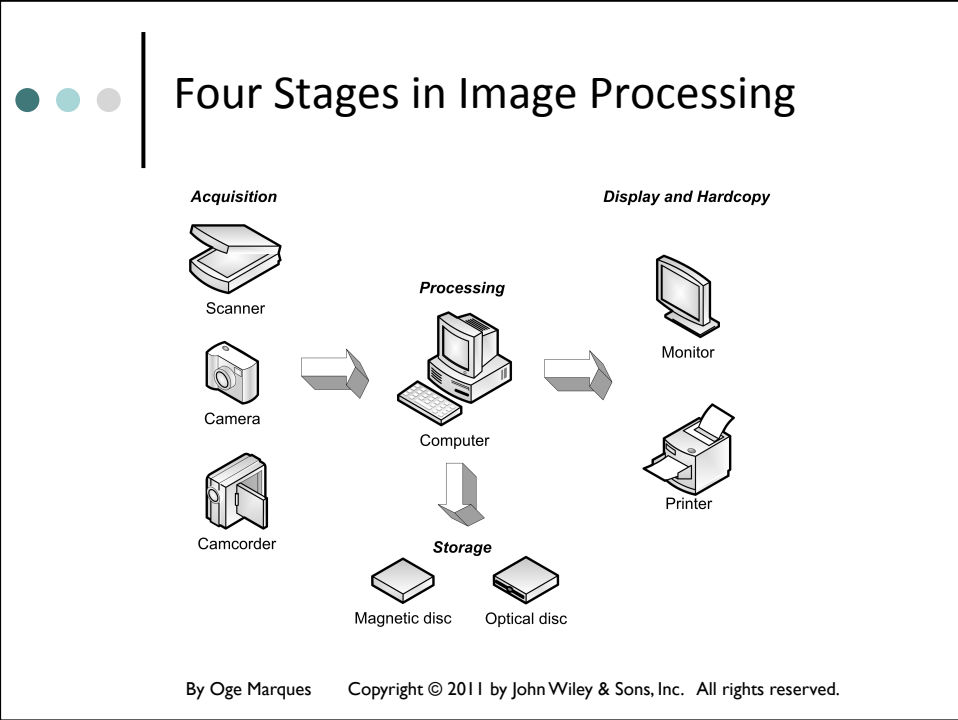 Four Stages in Image Processing
Acquisition
Display and Hardcopy
Scanner
Processing
Monitor
Camera
Computer
Printer
Camcorder
Storage
Magnetic disc
Optical disc
By Oge Marques Copyright © 2011 by John Wiley & Sons, Inc. All rights reserved.